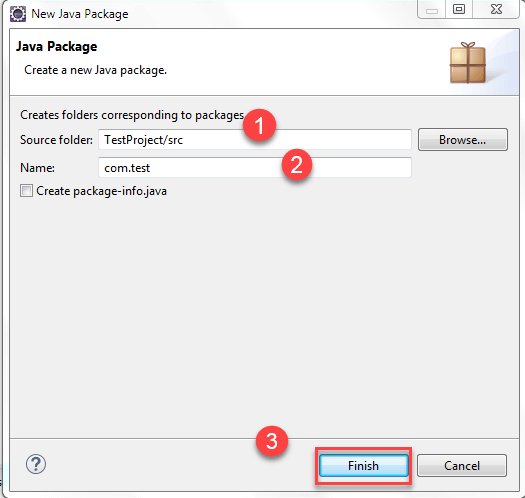 New Java Package
Java Package
Create a new Java package.
Creates folders corresponding to packages
1
Source folder: TestProject/src Browse...
2
Name: com.test
Create package-info.java
3
? Finish Cancel